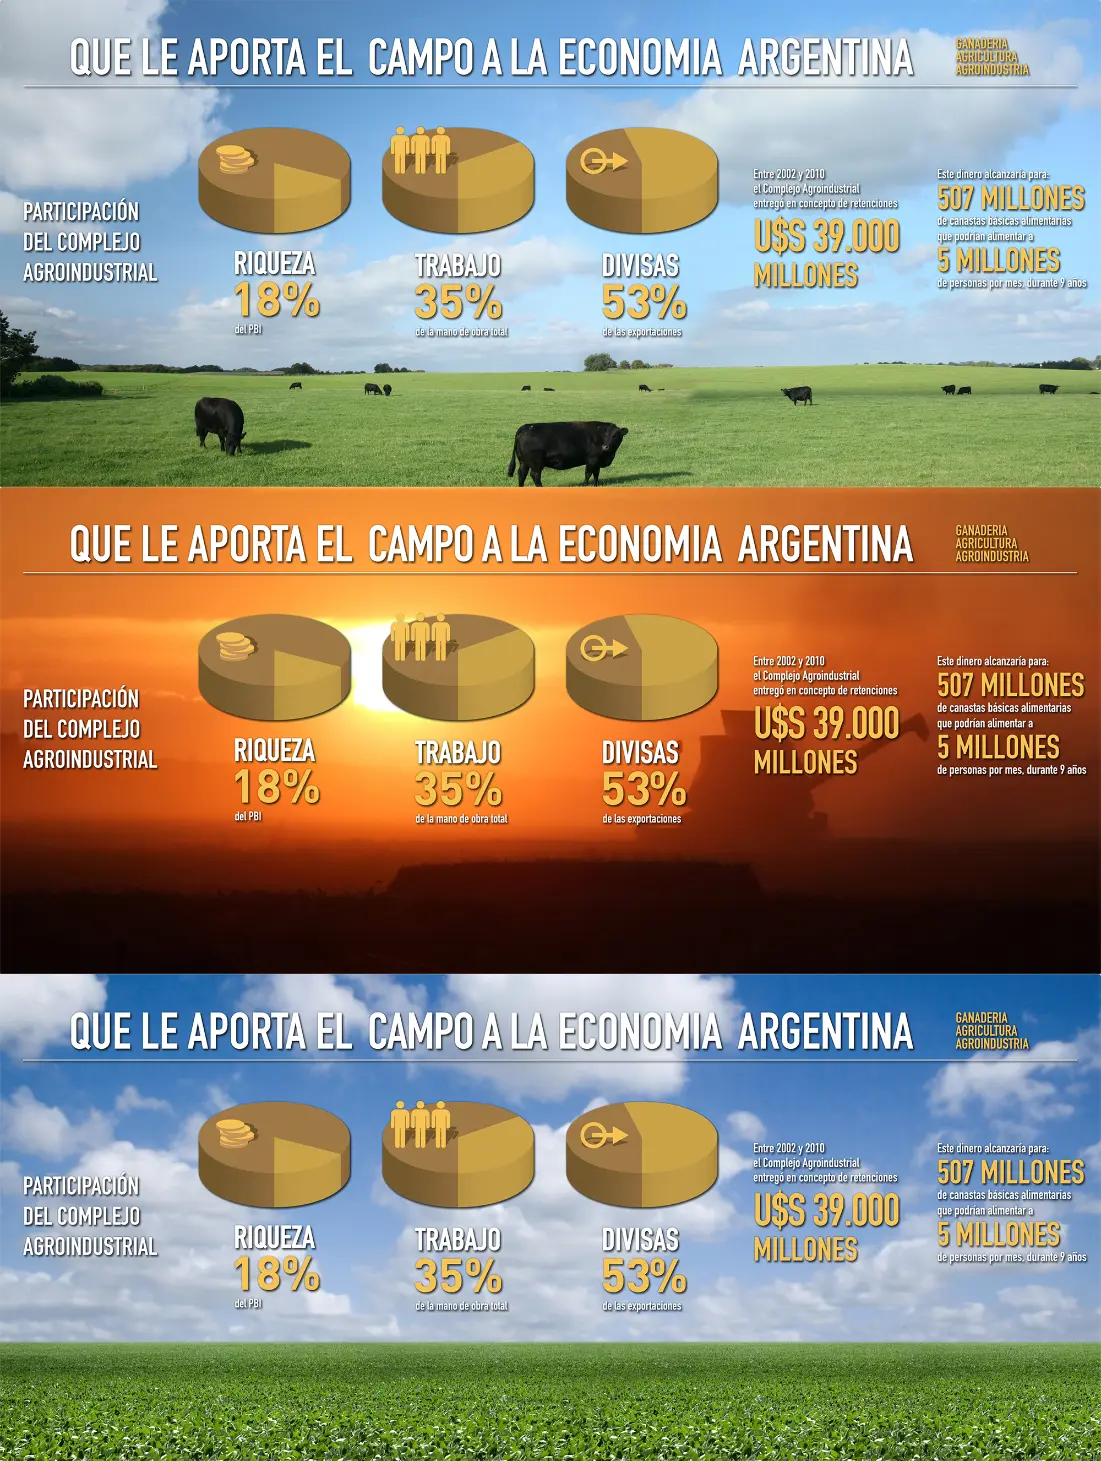 QUE LE APORTA EL CAMPO A LA ECONOMIA ARGENTINA
GANADERIA
AGRICULTURA
AGROINDUSTRIA
PARTICIPACIÓN
DEL COMPLEJO
AGROINDUSTRIAL
RIQUEZA
18%
del PBI
TRABAJO
35%
de la mano de obra total
DIVISAS
53%
de las exportaciones
Entre 2002 y 2010
el Complejo Agroindustrial
entregó en concepto de retenciones
U$S 39.000
MILLONES
Este dinero alcanzaría para:
507 MILLONES
de canastas básicas alimentarias
que podrían alimentar a
5 MILLONES
de personas por mes, durante 9 años
QUE LE APORTA EL CAMPO A LA ECONOMIA ARGENTINA
GANADERIA
AGRICULTURA
AGROINDUSTRIA
PARTICIPACIÓN
DEL COMPLEJO
AGROINDUSTRIAL
RIQUEZA
18%
del PBI
TRABAJO
35%
de la mano de obra total
DIVISAS
53%
de las exportaciones
Entre 2002 y 2010
el Complejo Agroindustrial
entregó en concepto de retenciones
U$S 39.000
MILLONES
Este dinero alcanzaría para:
507 MILLONES
de canastas básicas alimentarias
que podrían alimentar a
5 MILLONES
de personas por mes, durante 9 años
QUE LE APORTA EL CAMPO A LA ECONOMIA ARGENTINA
GANADERIA
AGRICULTURA
AGROINDUSTRIA
PARTICIPACIÓN
DEL COMPLEJO
AGROINDUSTRIAL
RIQUEZA
18%
del PBI
TRABAJO
35%
de la mano de obra total
DIVISAS
53%
de las exportaciones
Entre 2002 y 2010
el Complejo Agroindustrial
entregó en concepto de retenciones
U$S 39.000
MILLONES
Este dinero alcanzaría para:
507 MILLONES
de canastas básicas alimentarias
que podrían alimentar a
5 MILLONES
de personas por mes, durante 9 años